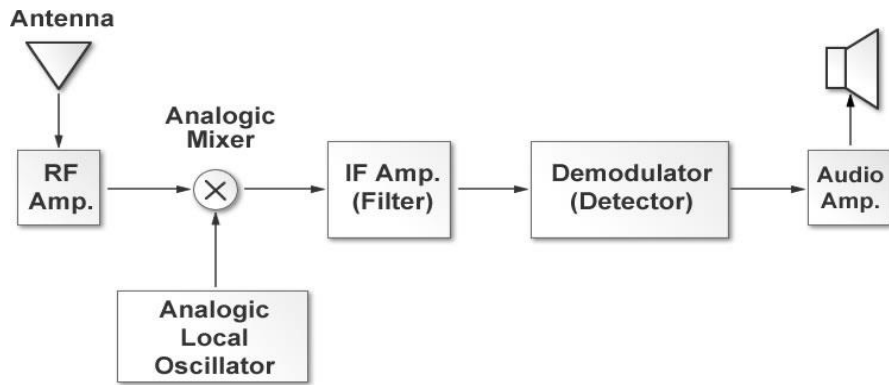 Antenna
Analogic
Mixer
RF
Amp.
IF Amp.
(Filter)
Demodulator
(Detector)
Audio
Amp.
Analogic
Local
Oscillator